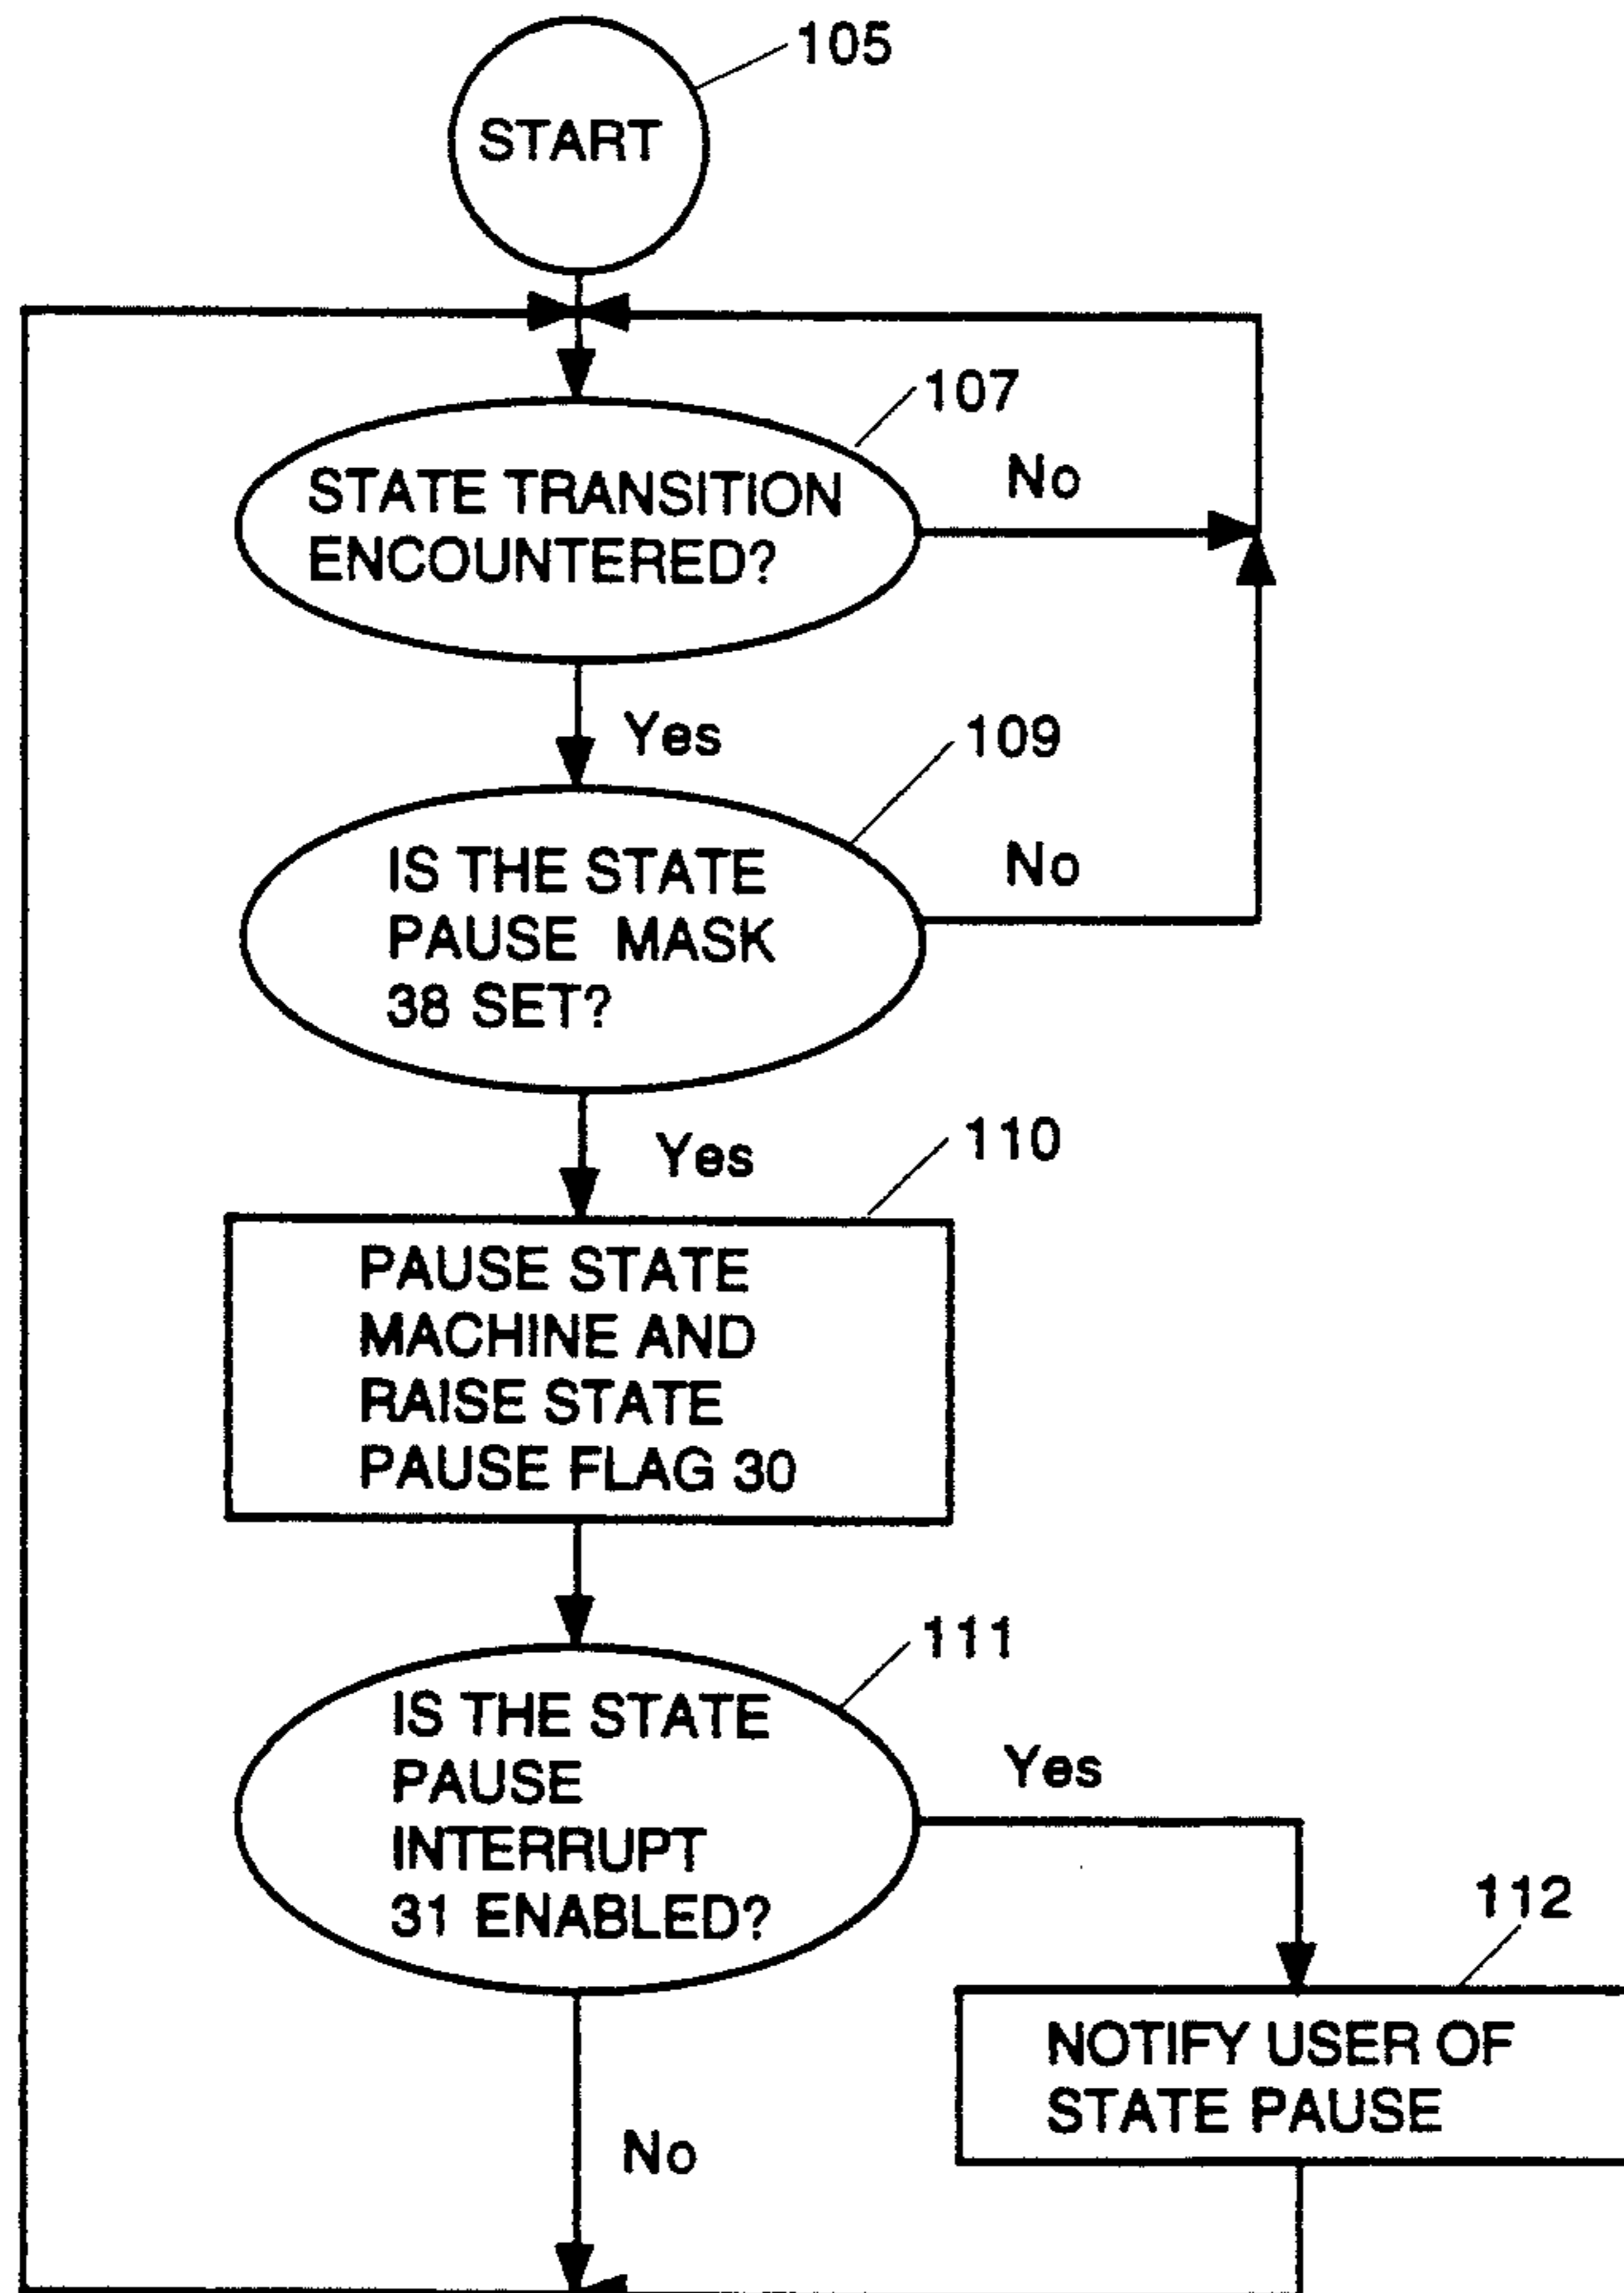 105
START
107
STATE TRANSITION
ENCOUNTERED?
No
Yes
109
IS THE STATE
PAUSE MASK
38 SET?
No
Yes
110
PAUSE STATE
MACHINE AND
RAISE STATE
PAUSE FLAG 30
111
IS THE STATE
PAUSE
INTERRUPT
31 ENABLED?
Yes
112
NOTIFY USER OF
STATE PAUSE
No